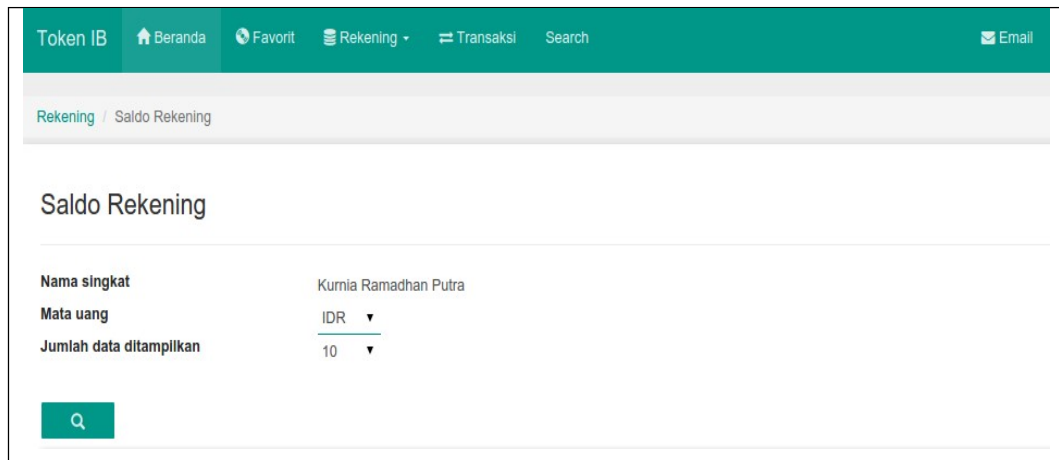 Token IB Beranda Favorit Rekening Transaksi Search Email
Rekening / Saldo Rekening
Saldo Rekening
Nama singkat Kurnia Ramadhan Putra
Mata uang IDR
Jumlah data ditampilkan 10